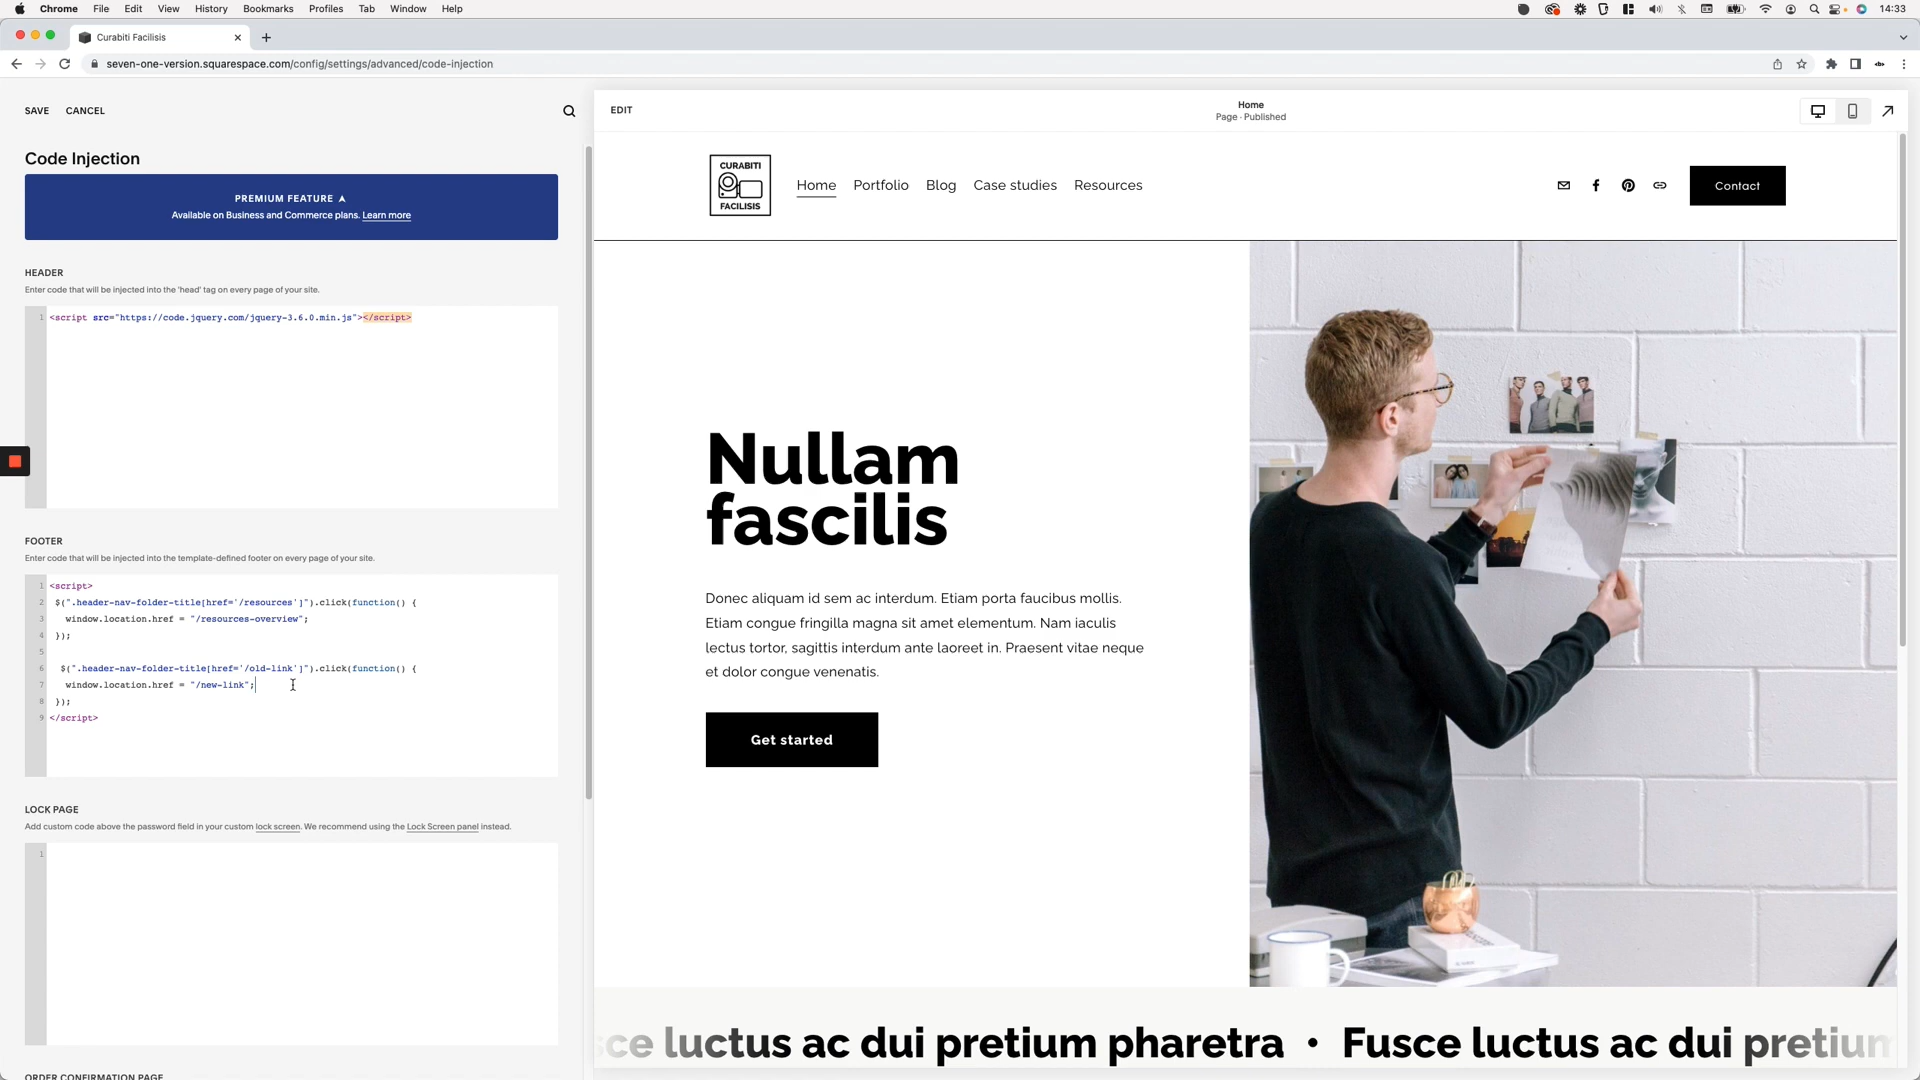 Chrome File Edit View History Bookmarks Profiles Tab Window Help 14:33
Curabiti Facilisis
seven-one-version.squarespace.com/config/settings/advanced/code-injection
SAVE CANCEL
Code Injection
PREMIUM FEATURE
Available on Business and Commerce plans. Learn more
HEADER
Enter code that will be injected into the 'head' tag on every page of your site.
1 <script src="https://code.jquery.com/jquery-3.6.0.min.js"></script>
FOOTER
Enter code that will be injected into the template-defined footer on every page of your site.
1 <script>
2 $(".header-nav-folder-title[href='/resources']").click(function() {
3 window.location.href = "/resources-overview";
4 });
5
6 $(".header-nav-folder-title[href='/old-link']").click(function() {
7 window.location.href = "/new-link";
8 });
9 </script>
LOCK PAGE
Add custom code above the password field in your custom lock screen. We recommend using the Lock Screen panel instead.
1
ORDER CONFIRMATION PAGE
EDIT
Home
Page · Published
CURABITI
FACILISIS
Home Portfolio Blog Case studies Resources
Contact
Nullam
fascilis
Donec aliquam id sem ac interdum. Etiam porta faucibus mollis.
Etiam congue fringilla magna sit amet elementum. Nam iaculis
lectus tortor, sagittis interdum ante laoreet in. Praesent vitae neque
et dolor congue venenatis.
Get started
sce luctus ac dui pretium pharetra • Fusce luctus ac dui pretium